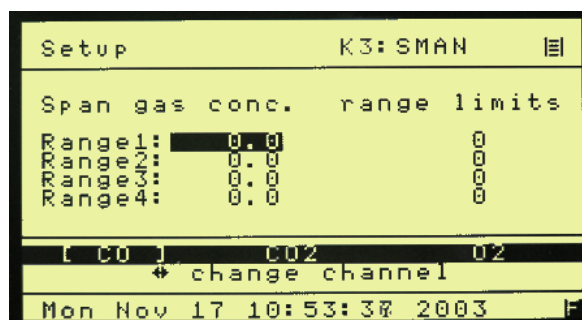 Setup K3:SMAN
Span gas conc. range limits
Range1: 0.0 0
Range2: 0.0 0
Range3: 0.0 0
Range4: 0.0 0
[ CO ] CO2 O2
change channel
Mon Nov 17 10:53:37 2003